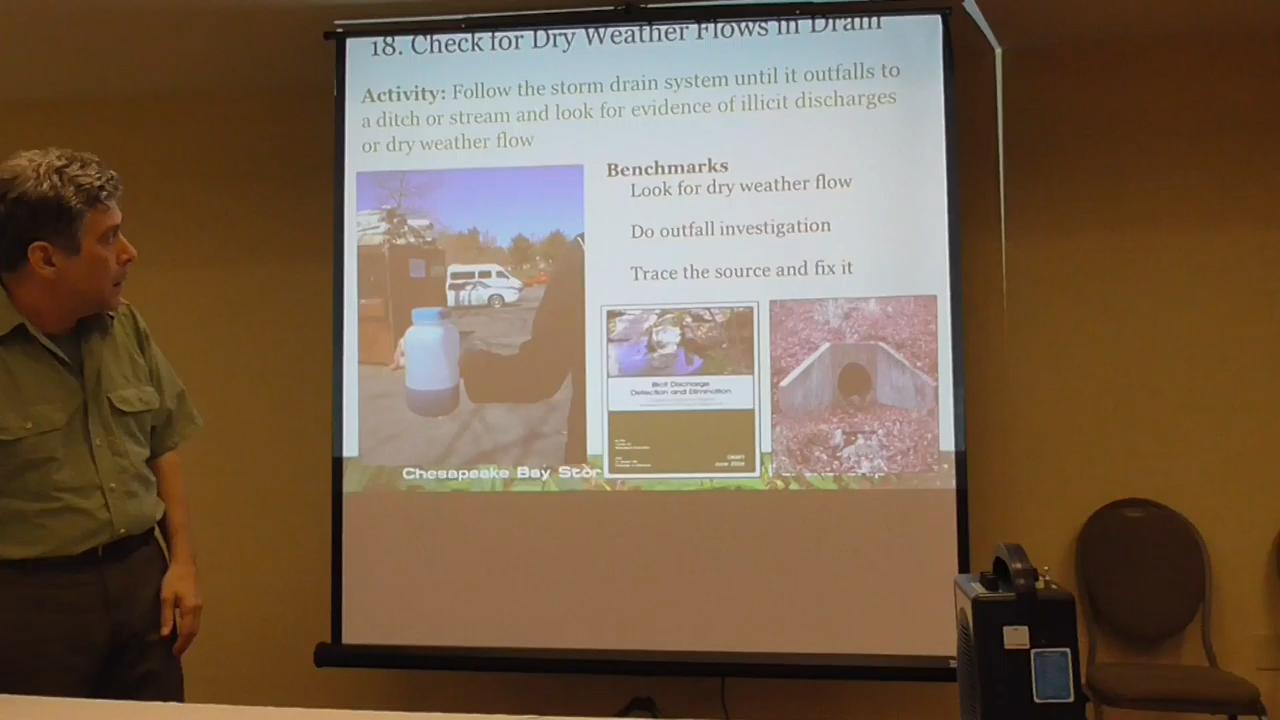 18. Check for Dry Weather Flows in Drain
Activity: Follow the storm drain system until it outfalls to
a ditch or stream and look for evidence of illicit discharges
or dry weather flow
Benchmarks
Look for dry weather flow
Do outfall investigation
Trace the source and fix it
Illicit Discharge
Detection and Elimination
June 2004
Chesapeake Bay Stor